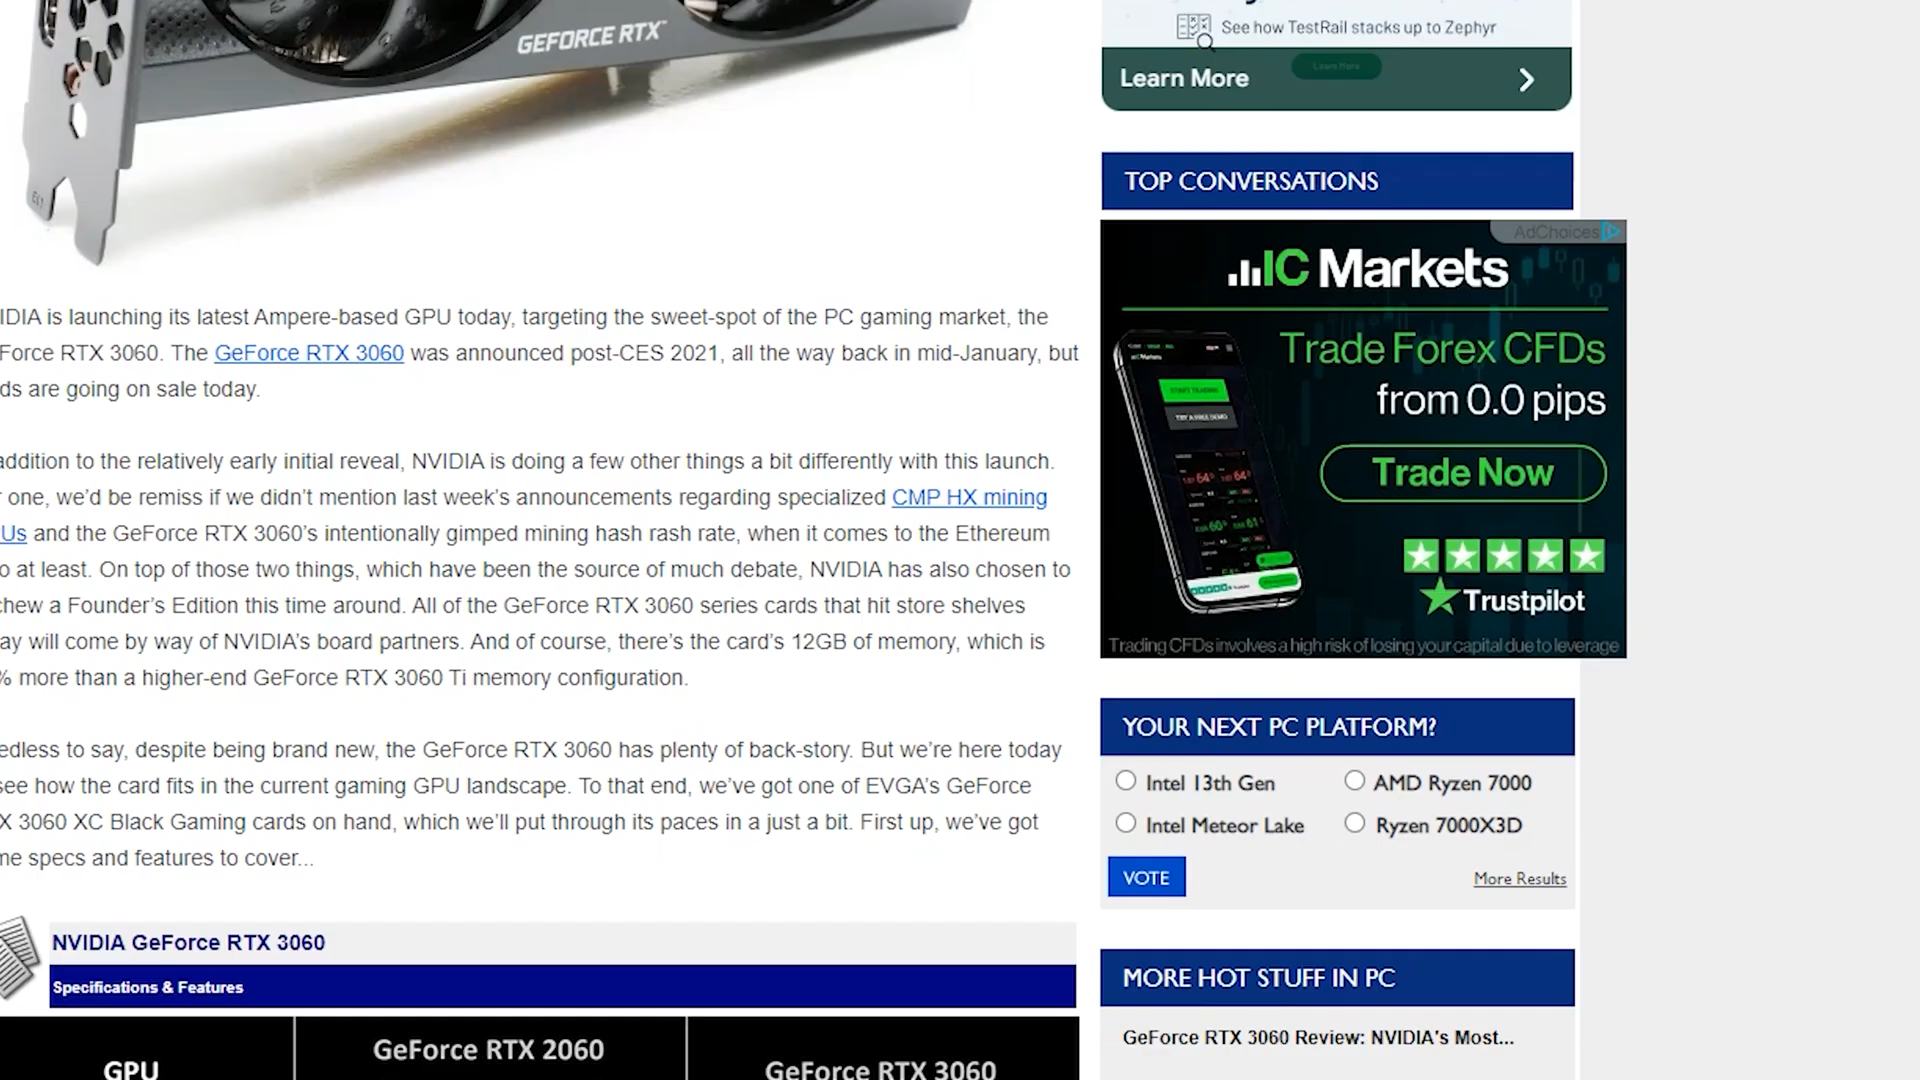 GEFORCE RTX™
IDIA is launching its latest Ampere-based GPU today, targeting the sweet-spot of the PC gaming market, the
Force RTX 3060. The GeForce RTX 3060 was announced post-CES 2021, all the way back in mid-January, but
ds are going on sale today.
addition to the relatively early initial reveal, NVIDIA is doing a few other things a bit differently with this launch.
r one, we'd be remiss if we didn't mention last week's announcements regarding specialized CMP HX mining
Us and the GeForce RTX 3060's intentionally gimped mining hash rash rate, when it comes to the Ethereum
o at least. On top of those two things, which have been the source of much debate, NVIDIA has also chosen to
chew a Founder's Edition this time around. All of the GeForce RTX 3060 series cards that hit store shelves
ay will come by way of NVIDIA's board partners. And of course, there's the card's 12GB of memory, which is
% more than a higher-end GeForce RTX 3060 Ti memory configuration.
edless to say, despite being brand new, the GeForce RTX 3060 has plenty of back-story. But we're here today
see how the card fits in the current gaming GPU landscape. To that end, we've got one of EVGA's GeForce
X 3060 XC Black Gaming cards on hand, which we'll put through its paces in a just a bit. First up, we've got
me specs and features to cover...
NVIDIA GeForce RTX 3060
Specifications & Features
GPU
GeForce RTX 2060
GeForce RTX 3060
See how TestRail stacks up to Zephyr
Learn More
Learn More
TOP CONVERSATIONS
AdChoices
IC Markets
Trade Forex CFDs
from 0.0 pips
START TRADING
TRY A FREE DEMO
Trade Now
Trustpilot
Trading CFDs involves a high risk of losing your capital due to leverage
YOUR NEXT PC PLATFORM?
Intel 13th Gen
AMD Ryzen 7000
Intel Meteor Lake
Ryzen 7000X3D
VOTE
More Results
MORE HOT STUFF IN PC
GeForce RTX 3060 Review: NVIDIA's Most...